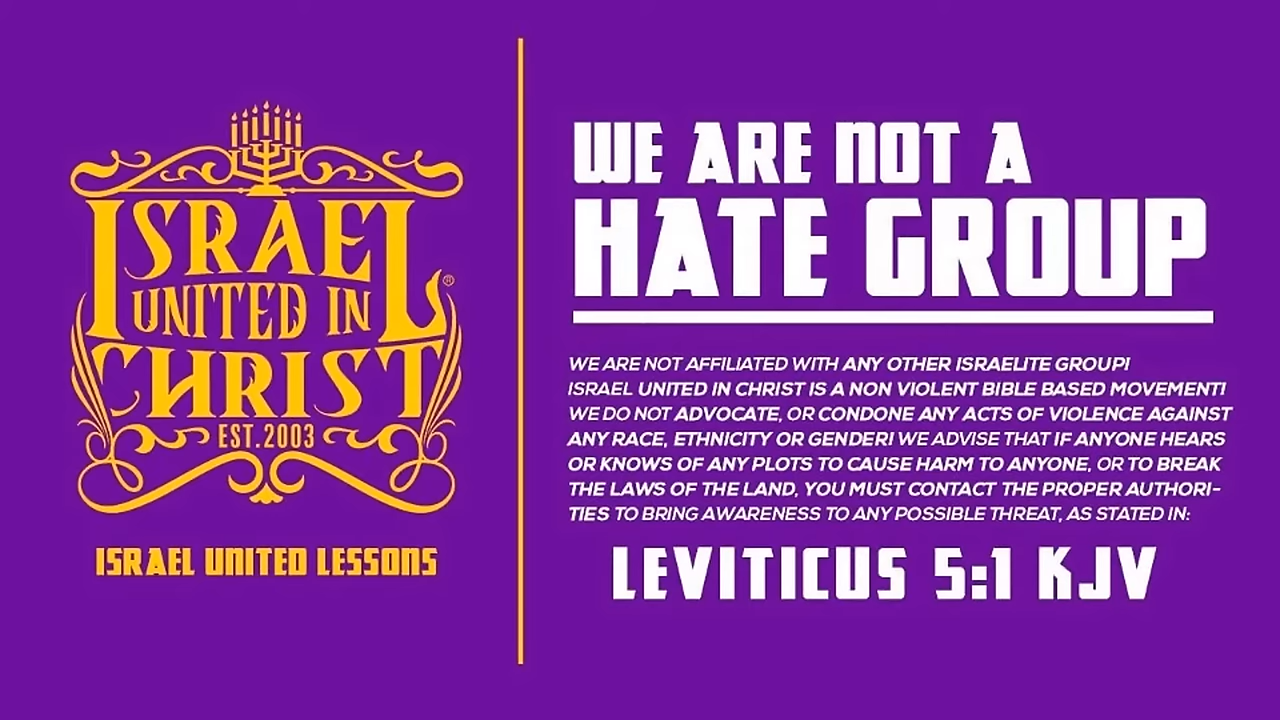 ISRAEL
UNITED IN
CHRIST®
EST.2003
ISRAEL UNITED LESSONS
WE ARE NOT A
HATE GROUP
WE ARE NOT AFFILIATED WITH ANY OTHER ISRAELITE GROUP!
ISRAEL UNITED IN CHRIST IS A NON VIOLENT BIBLE BASED MOVEMENT!
WE DO NOT ADVOCATE, OR CONDONE ANY ACTS OF VIOLENCE AGAINST
ANY RACE, ETHNICITY OR GENDER! WE ADVISE THAT IF ANYONE HEARS
OR KNOWS OF ANY PLOTS TO CAUSE HARM TO ANYONE, OR TO BREAK
THE LAWS OF THE LAND, YOU MUST CONTACT THE PROPER AUTHORI-
TIES TO BRING AWARENESS TO ANY POSSIBLE THREAT, AS STATED IN:
LEVITICUS 5:1 KJV